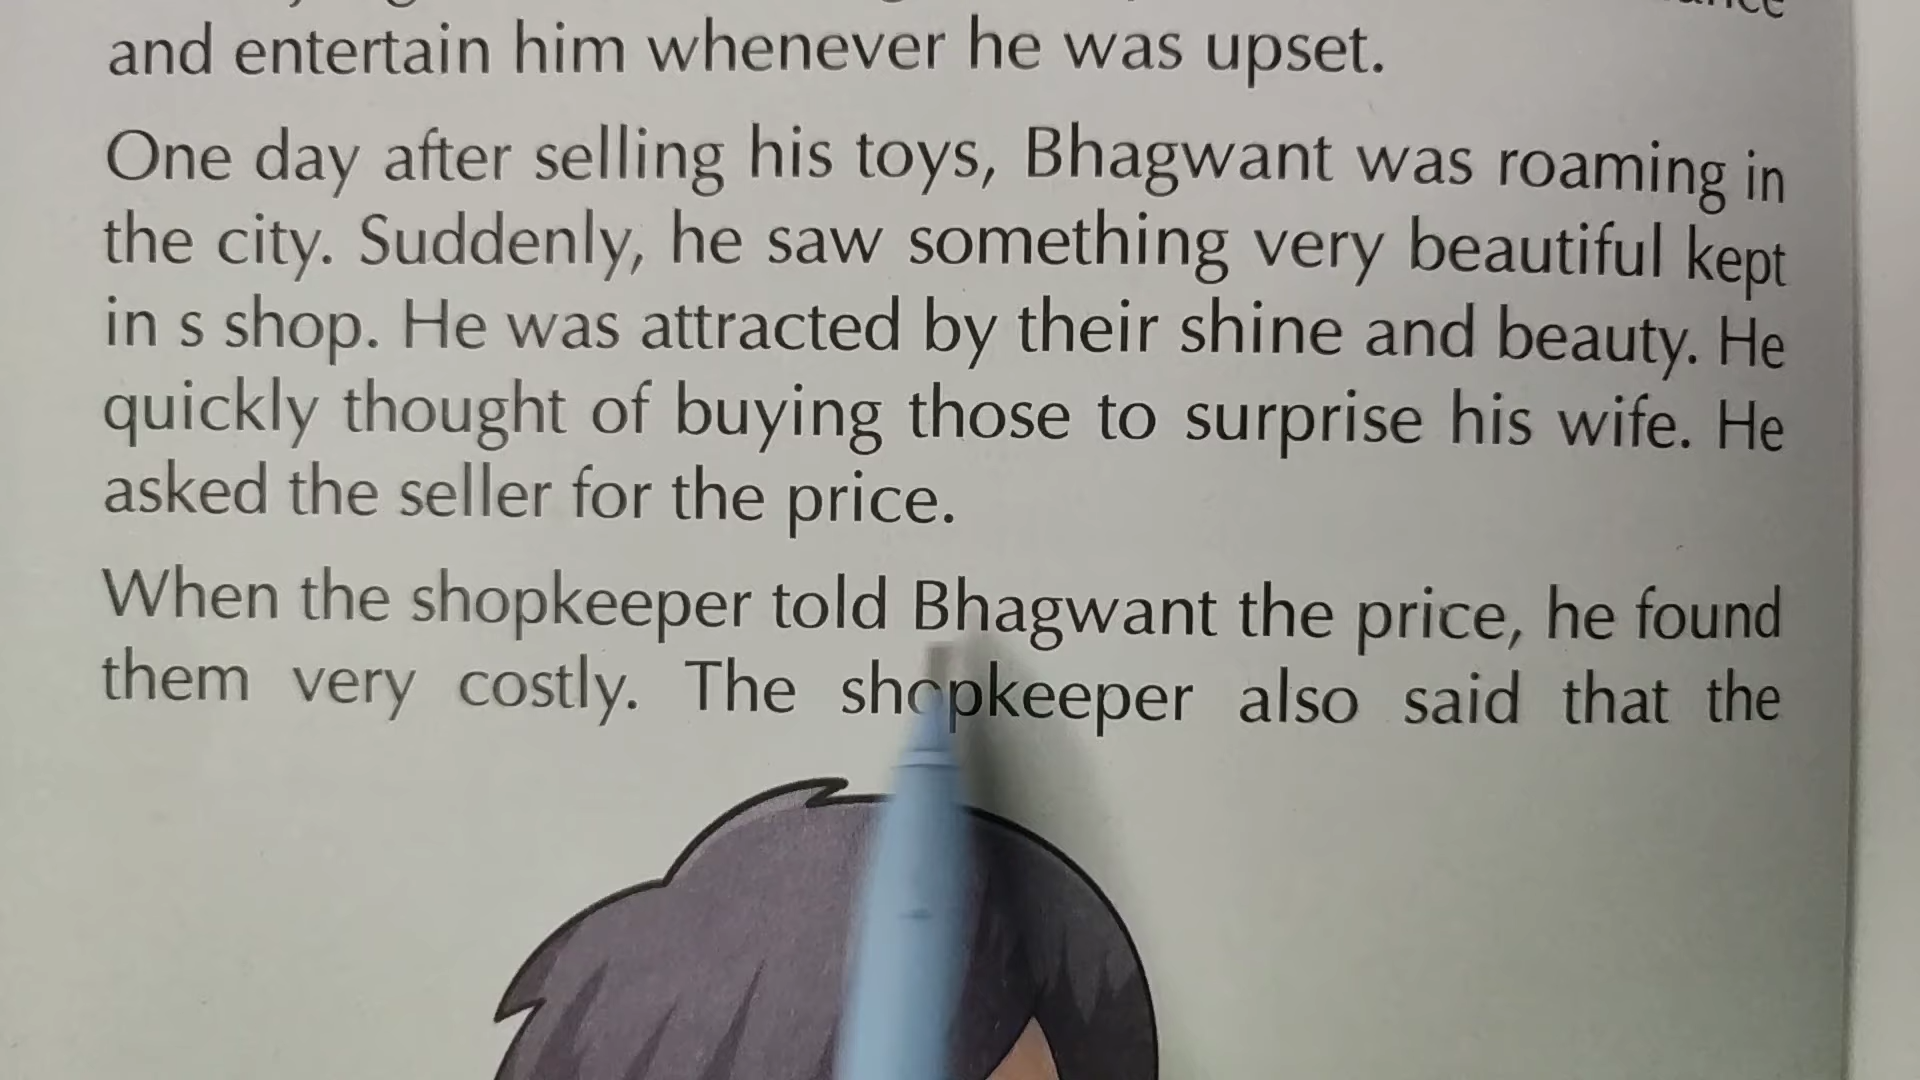 and entertain him whenever he was upset.
One day after selling his toys, Bhagwant was roaming in
the city. Suddenly, he saw something very beautiful kept
in s shop. He was attracted by their shine and beauty. He
quickly thought of buying those to surprise his wife. He
asked the seller for the price.
When the shopkeeper told Bhagwant the price, he found
them very costly. The shopkeeper also said that the